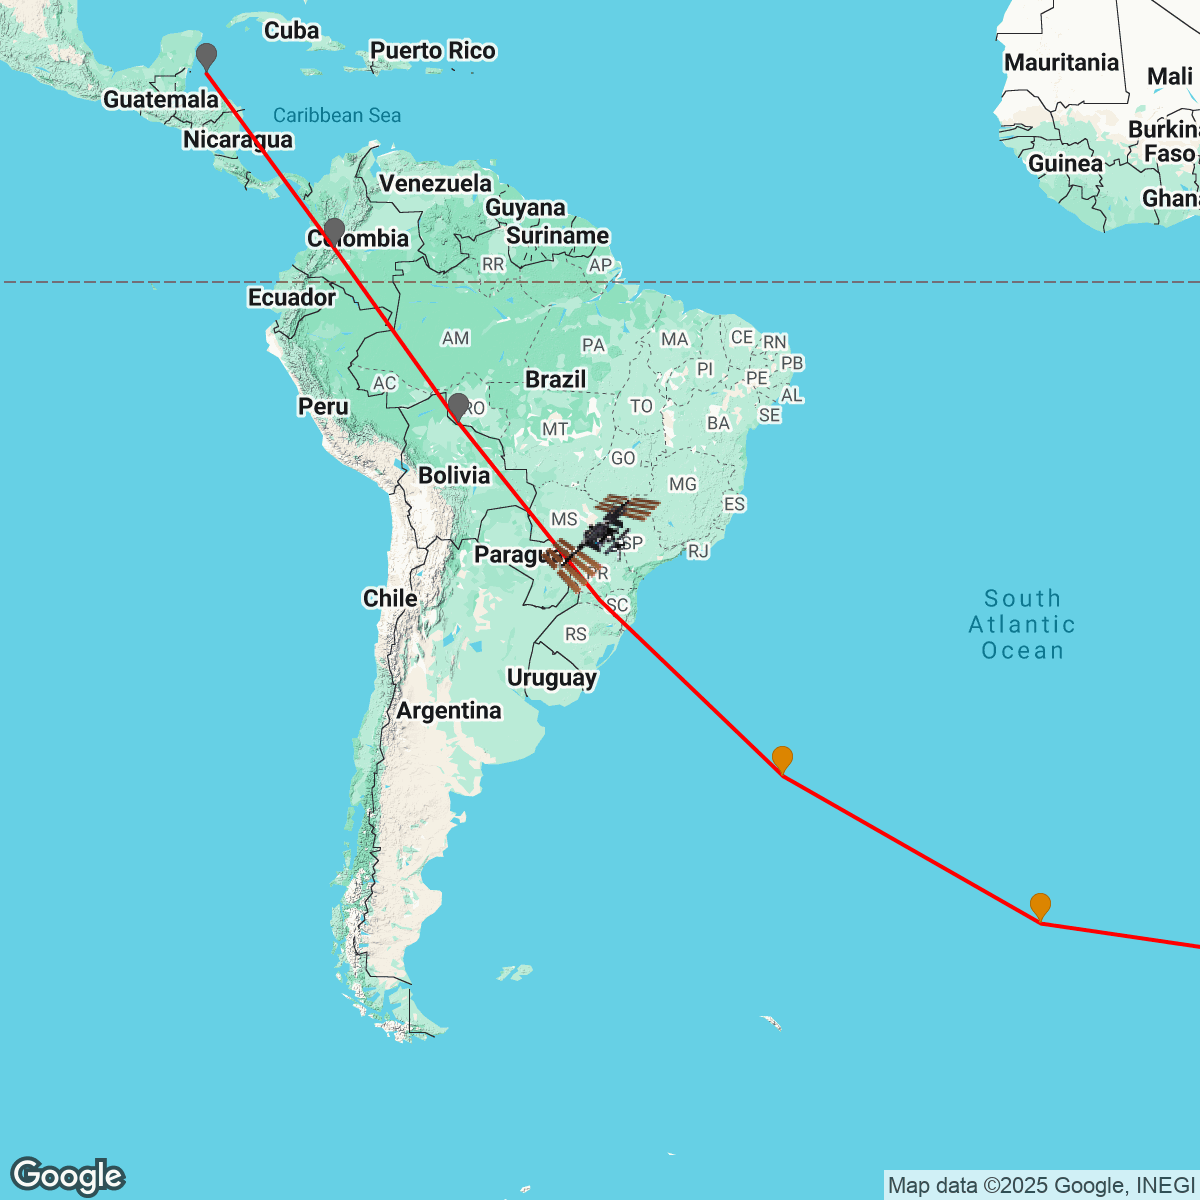 Cuba
Puerto Rico
Mauritania
Mali
Guatemala
Caribbean Sea
Nicaragua
Burkina
Faso
Guinea
Venezuela
Ghana
Guyana
Suriname
Colombia
RR
AP
Ecuador
AM
PA
MA
CE
RN
PI
PB
PE
Brazil
AC
AL
Peru
RO
TO
SE
MT
BA
GO
Bolivia
MG
ES
MS
SP
RJ
Paragua
PR
Chile
SC
South
Atlantic
Ocean
RS
Uruguay
Argentina
Google
Map data ©2025 Google, INEGI